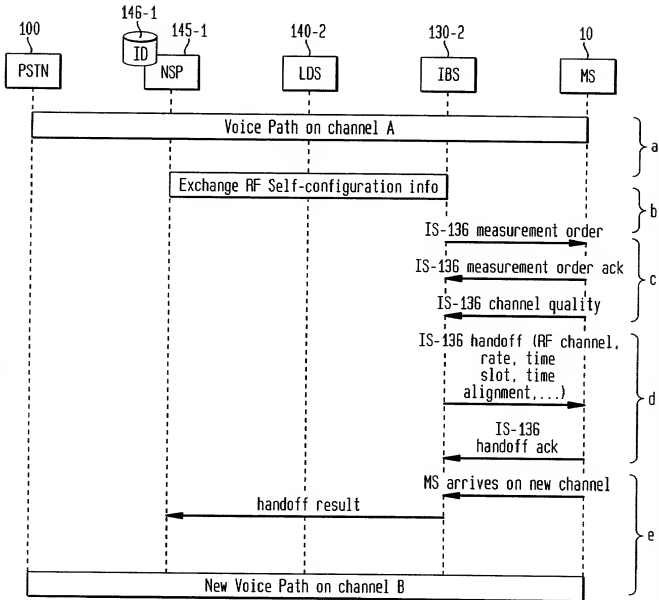 146-1
100
145-1
140-2
130-2
10
ID
PSTN
NSP
LDS
IBS
MS
Voice Path on channel A
a
Exchange RF Self-configuration info
b
IS-136 measurement order
IS-136 measurement order ack
c
IS-136 channel quality
IS-136 handoff (RF channel,
rate, time
slot, time
alignment,...)
d
IS-136
handoff ack
MS arrives on new channel
handoff result
e
New Voice Path on channel B